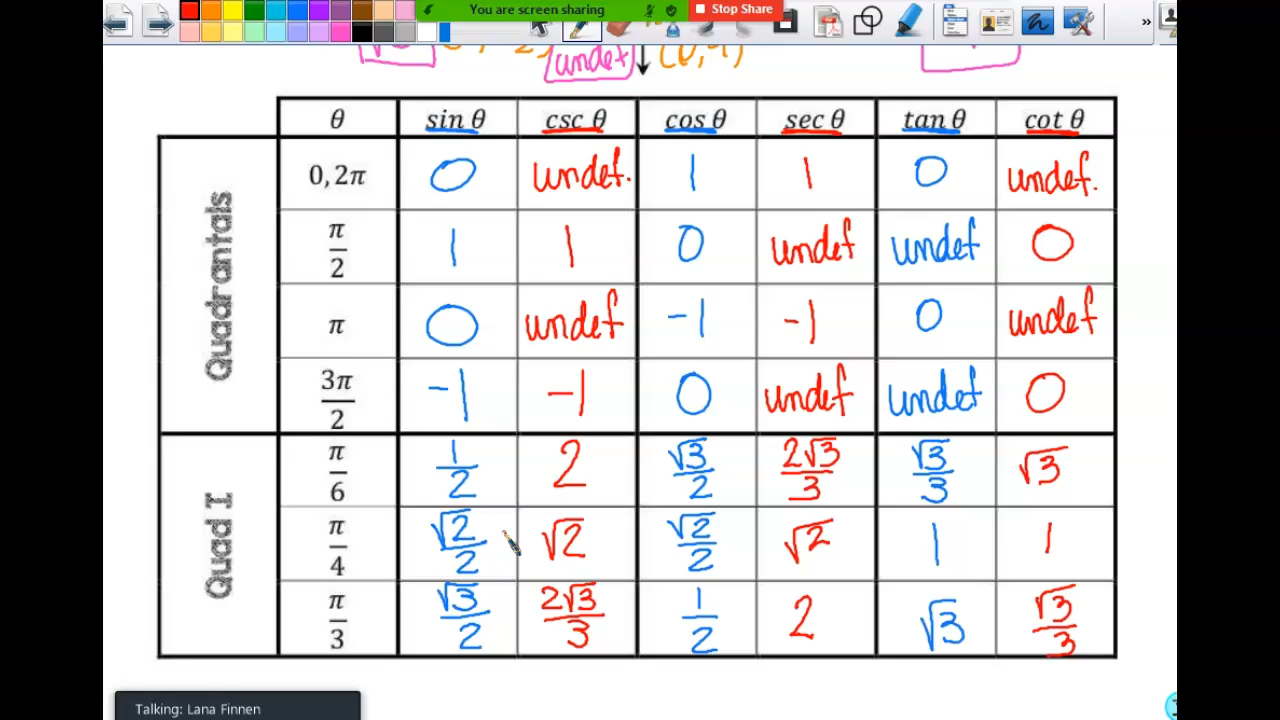 You are screen sharing Stop Share
undef
θ sin θ csc θ cos θ sec θ tan θ cot θ
Quadrantals
0, 2π 0 undef. 1 1 0 undef.
π/2 1 1 0 undef undef 0
π 0 undef -1 -1 0 undef
3π/2 -1 -1 0 undef undef 0
Quad I
π/6 1/2 2 √3/2 2√3/3 √3/3 √3
π/4 √2/2 √2 √2/2 √2 1 1
π/3 √3/2 2√3/3 1/2 2 √3 √3/3
Talking: Lana Finnen